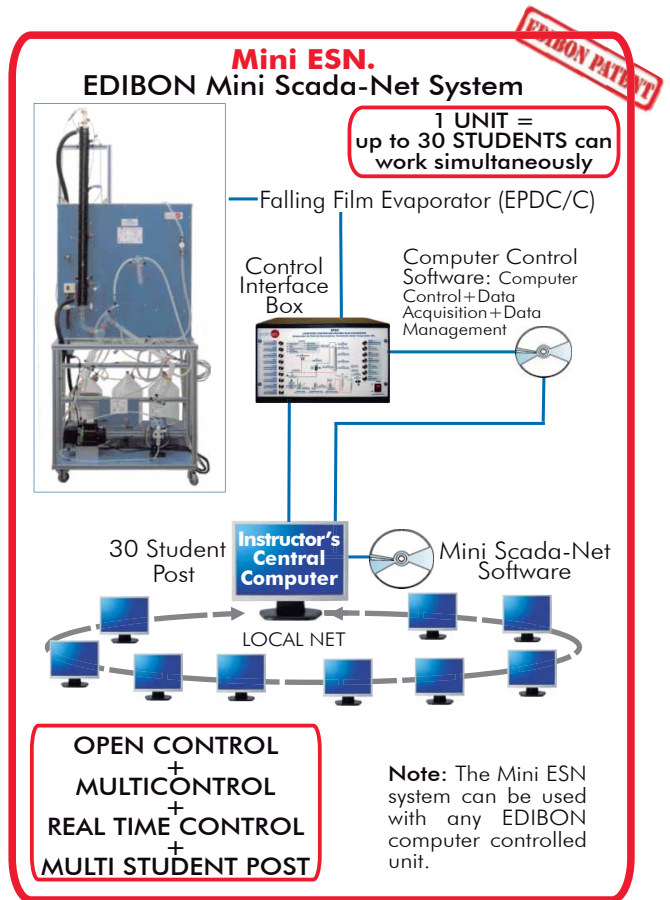 EDIBON PATENT
Mini ESN.
EDIBON Mini Scada-Net System
1 UNIT =
up to 30 STUDENTS can
work simultaneously
Falling Film Evaporator (EPDC/C)
Control
Interface
Box
Computer Control
Software: Computer
Control+Data
Acquisition+Data
Management
30 Student
Post
Instructor's
Central
Computer
Mini Scada-Net
Software
LOCAL NET
OPEN CONTROL
+
MULTICONTROL
+
REAL TIME CONTROL
+
MULTI STUDENT POST
Note: The Mini ESN
system can be used
with any EDIBON
computer controlled
unit.